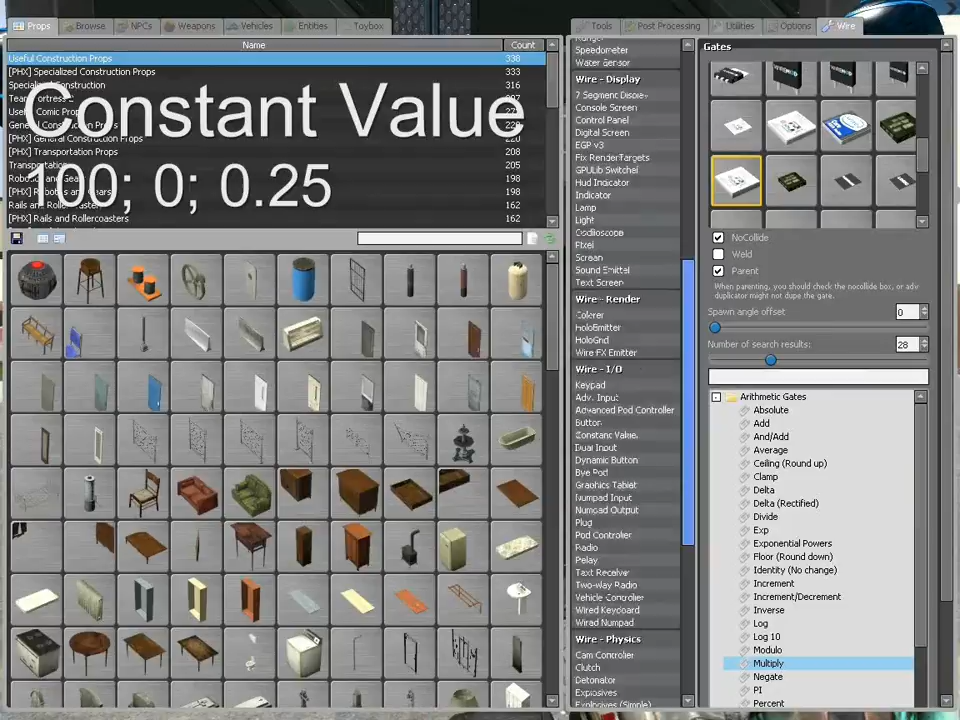 Props
Browse
NPCs
Weapons
Vehicles
Entities
Toybox
Tools
Post Processing
Utilities
Options
Wire
Name
Count
Useful Construction Props 338
[PHX] Specialized Construction Props 333
316
[PHX] General Construction Props
[PHX] Transportation Props 208
205
198
198
162
[PHX] Rails and Rollercoasters 162
Constant Value
100; 0; 0.25
Speedometer
Water Sensor
Wire - Display
7 Segment Display
Console Screen
Control Panel
Digital Screen
EGP v3
Fix RenderTargets
GPULib Switcher
Hud Indicator
Indicator
Lamp
Light
Oscilloscope
Pixel
Screen
Sound Emitter
Text Screen
Wire - Render
Colorer
HoloEmitter
HoloGrid
Wire FX Emitter
Wire - I/O
Keypad
Adv. Input
Advanced Pod Controller
Button
Constant Value
Dual Input
Dynamic Button
Eye Pod
Graphics Tablet
Numpad Input
Numpad Output
Plug
Pod Controller
Radio
Relay
Text Receiver
Two-way Radio
Vehicle Controller
Wired Keyboard
Wired Numpad
Wire - Physics
Cam Controller
Clutch
Detonator
Explosives
Explosives (Simple)
Gates
NoCollide
Weld
Parent
When parenting, you should check the nocollide box, or adv
duplicator might not dupe the gate.
Spawn angle offset 0
Number of search results: 28
Arithmetic Gates
Absolute
Add
And/Add
Average
Ceiling (Round up)
Clamp
Delta
Delta (Rectified)
Divide
Exp
Exponential Powers
Floor (Round down)
Identity (No change)
Increment
Increment/Decrement
Inverse
Log
Log 10
Modulo
Multiply
Negate
PI
Percent